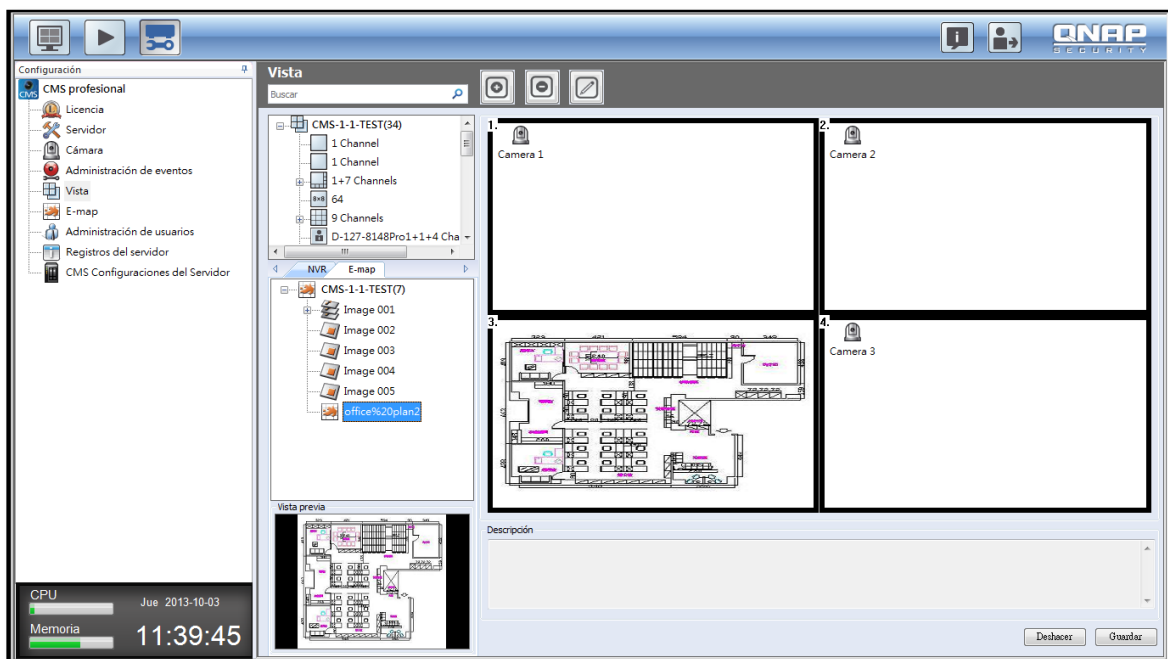 QNAP
SECURITY
Configuración
CMS CMS profesional
Licencia
Servidor
Cámara
Administración de eventos
Vista
E-map
Administración de usuarios
Registros del servidor
CMS Configuraciones del Servidor
CPU
Jue 2013-10-03
Memoria
11:39:45
Vista
Buscar
CMS-1-1-TEST(34)
1 Channel
1 Channel
1+7 Channels
8×8 64
9 Channels
D-127-8148Pro1+1+4 Cha
NVR E-map
CMS-1-1-TEST(7)
Image 001
Image 002
Image 003
Image 004
Image 005
office%20plan2
Vista previa
1.
Camera 1
2.
Camera 2
3.
4.
Camera 3
Descripción
Deshacer Guardar